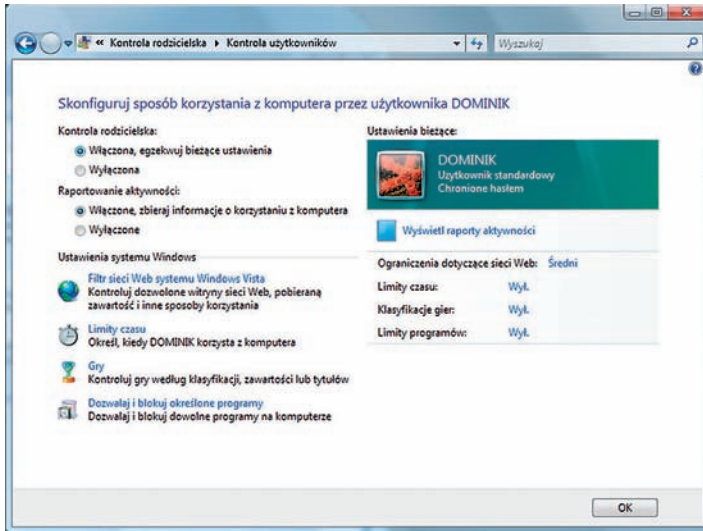 « Kontrola rodzicielska ▸ Kontrola użytkowników
Wyszukaj
Skonfiguruj sposób korzystania z komputera przez użytkownika DOMINIK
Kontrola rodzicielska:
Włączona, egzekwuj bieżące ustawienia
Wyłączona
Raportowanie aktywności:
Włączone, zbieraj informacje o korzystaniu z komputera
Wyłączone
Ustawienia systemu Windows
Filtr sieci Web systemu Windows Vista
Kontroluj dozwolone witryny sieci Web, pobieraną
zawartość i inne sposoby korzystania
Limity czasu
Określ, kiedy DOMINIK korzysta z komputera
Gry
Kontroluj gry według klasyfikacji, zawartości lub tytułów
Dozwalaj i blokuj określone programy
Dozwalaj i blokuj dowolne programy na komputerze
Ustawienia bieżące:
DOMINIK
Użytkownik standardowy
Chronione hasłem
Wyświetl raporty aktywności
Ograniczenia dotyczące sieci Web: Średni
Limity czasu: Wył.
Klasyfikacje gier: Wył.
Limity programów: Wył.
OK